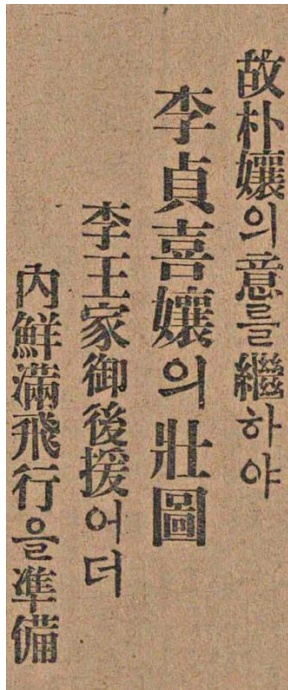 故朴孃의意를繼하야
李貞喜孃의壯圖
李王家御後援어더
內鮮滿飛行을準備